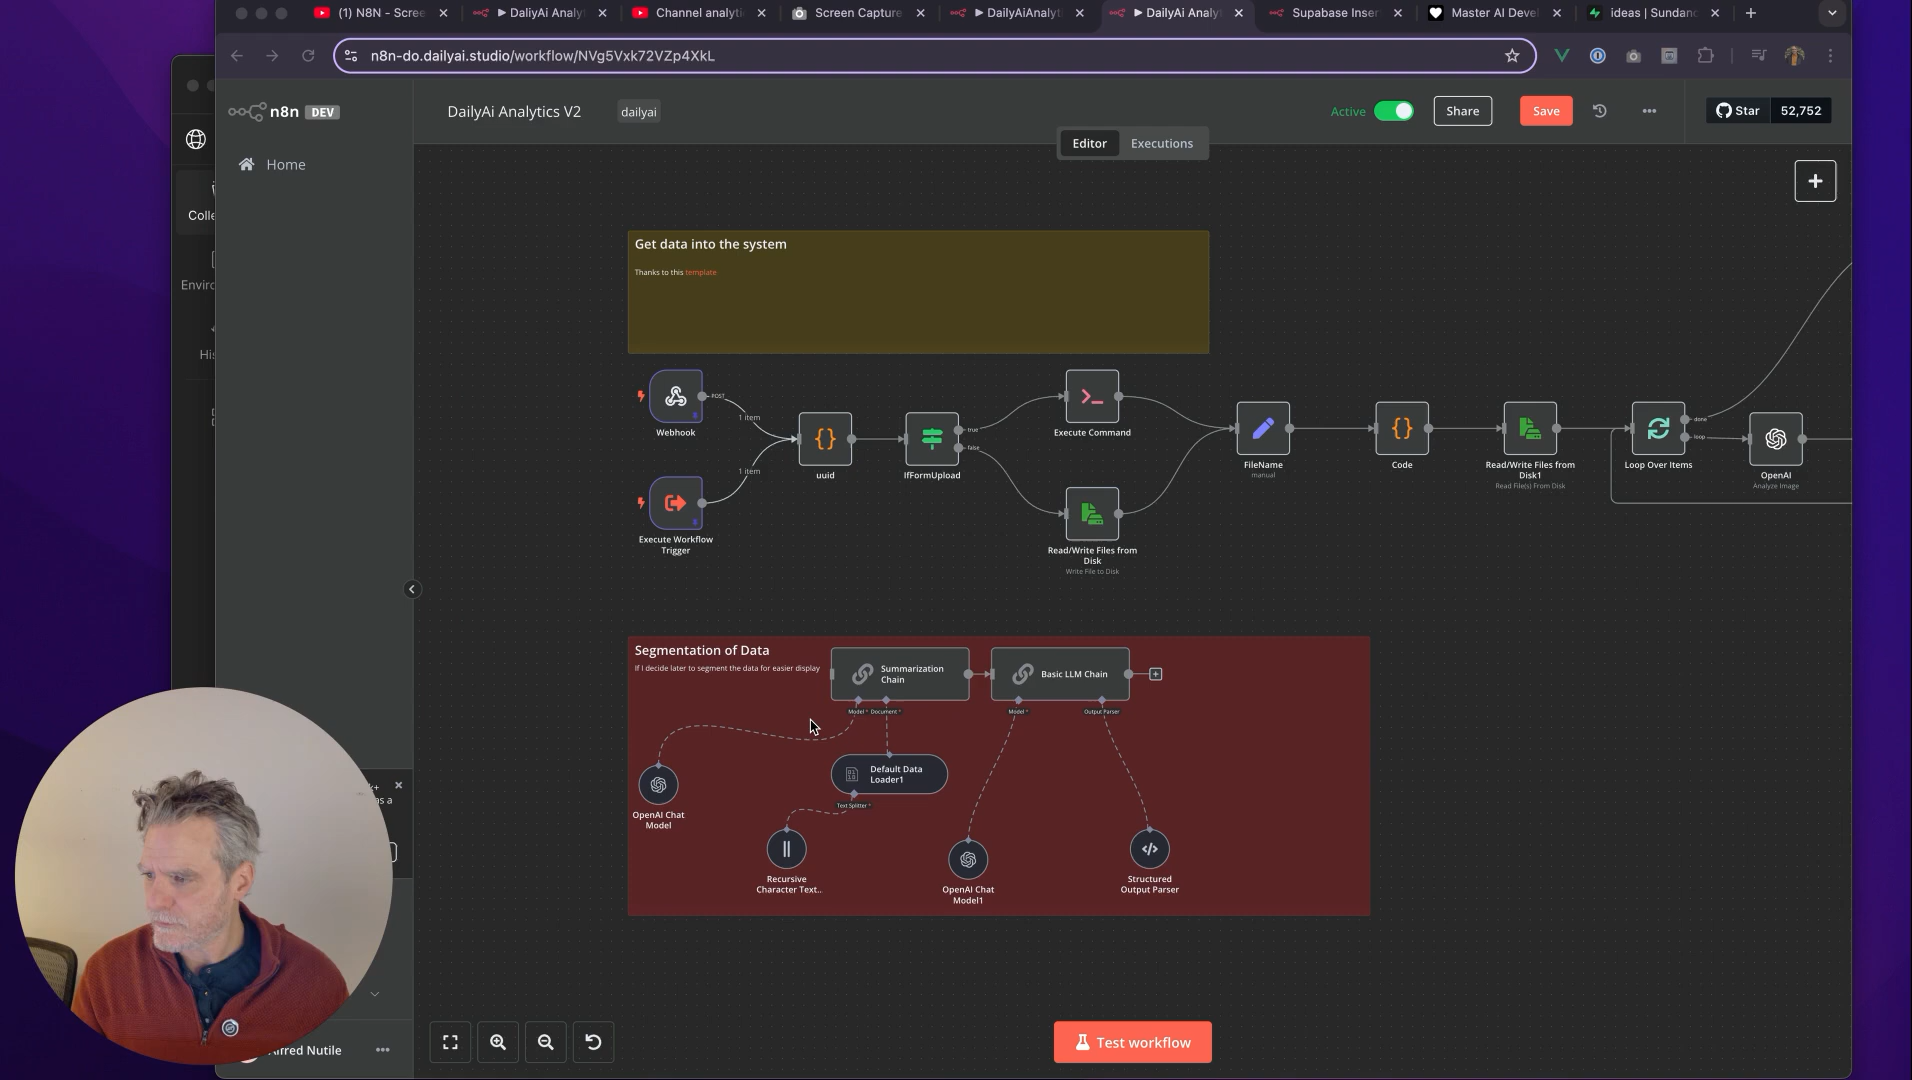 (1) N8N - Scree
DaliyAi Analy
Channel analyti
Screen Capture
DailyAiAnalyt
DailyAi Analy
Supabase Inser
Master AI Deve
ideas | Sundanc
n8n-do.dailyai.studio/workflow/NVg5Vxk72VZp4XkL
n8n DEV
DailyAi Analytics V2
dailyai
Active
Share
Save
Star
52,752
Editor
Executions
Home
Colle
Enviro
His
Get data into the system
Thanks to this template
POST
1 item
Webhook
1 item
Execute Workflow
Trigger
uuid
true
false
IfFormUpload
Execute Command
Read/Write Files from
Disk
Write File to Disk
FileName
manual
Code
Read/Write Files from
Disk1
Read File(s) From Disk
done
loop
Loop Over Items
OpenAI
Analyze Image
Segmentation of Data
If I decide later to segment the data for easier display
Summarization
Chain
Basic LLM Chain
Model *
Document *
Model *
Output Parser
Default Data
Loader1
Text Splitter *
OpenAI Chat
Model
Recursive
Character Text..
OpenAI Chat
Model1
Structured
Output Parser
as a
Alfred Nutile
Test workflow